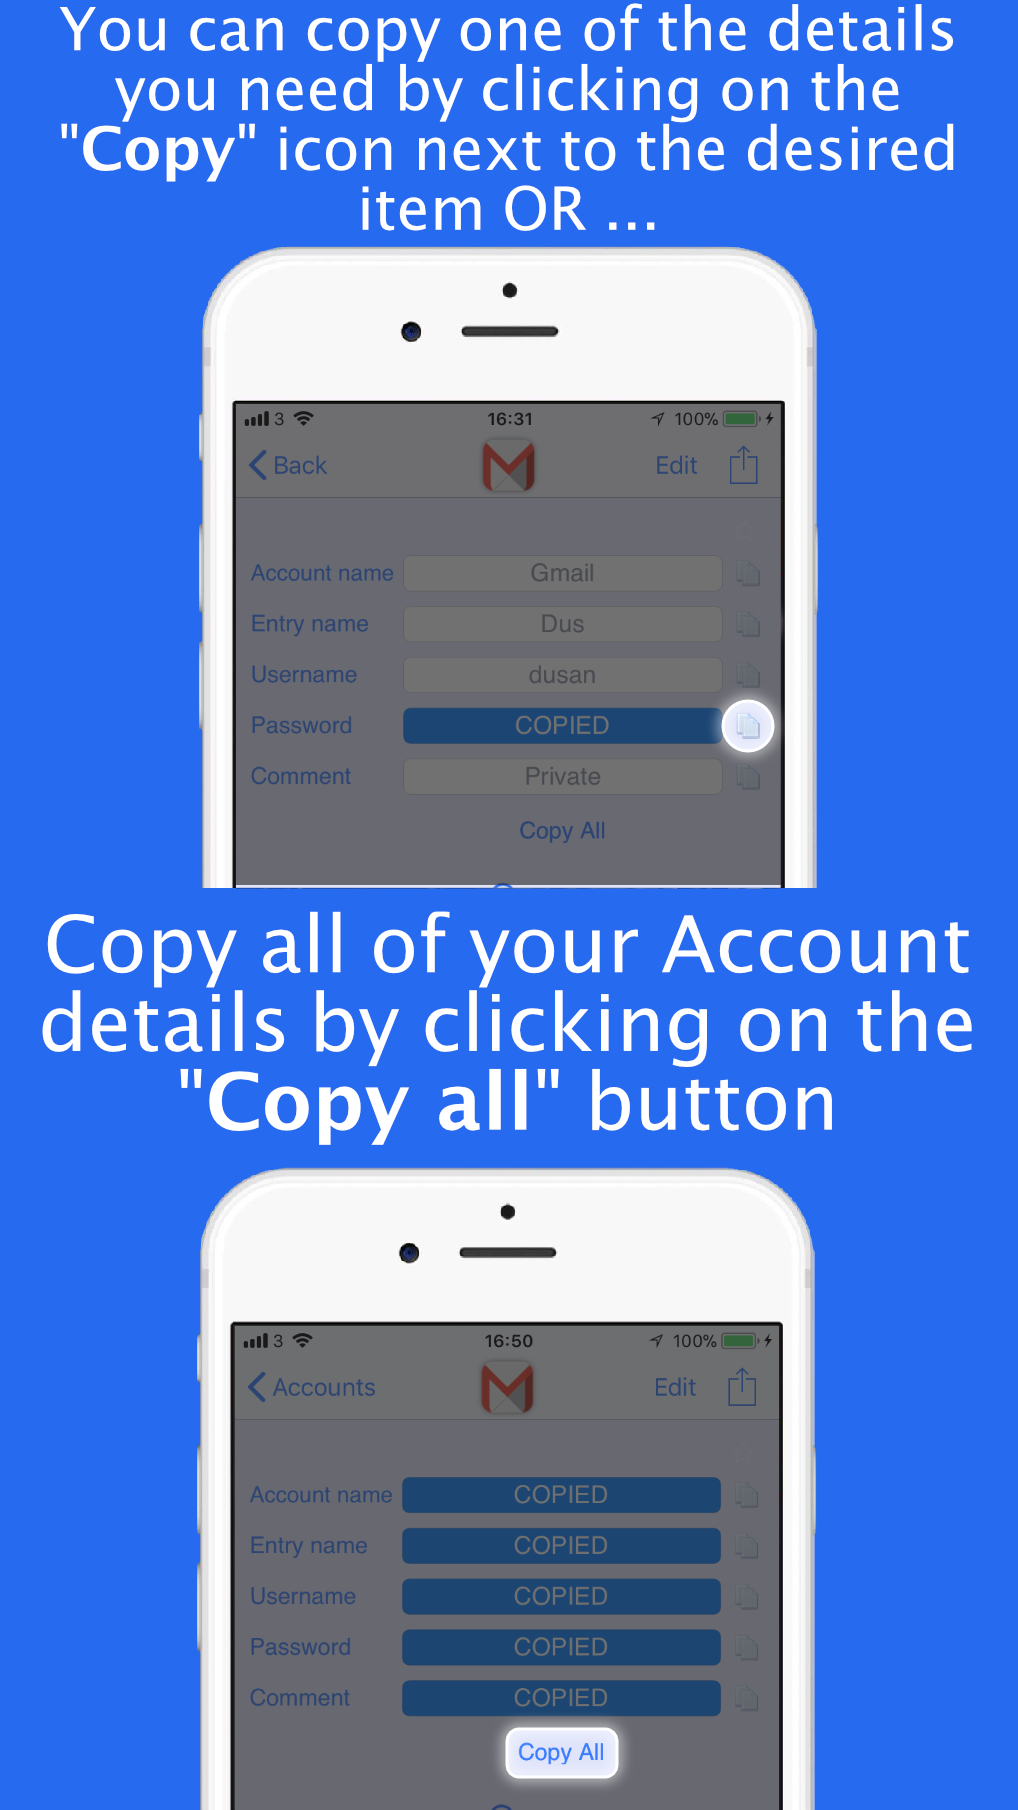 You can copy one of the details
you need by clicking on the
"Copy" icon next to the desired
item OR ...
3 16:31 100%
Back Edit
Account name Gmail
Entry name Dus
Username dusan
Password COPIED
Comment Private
Copy All
Copy all of your Account
details by clicking on the
"Copy all" button
3 16:50 100%
Accounts Edit
Account name COPIED
Entry name COPIED
Username COPIED
Password COPIED
Comment COPIED
Copy All